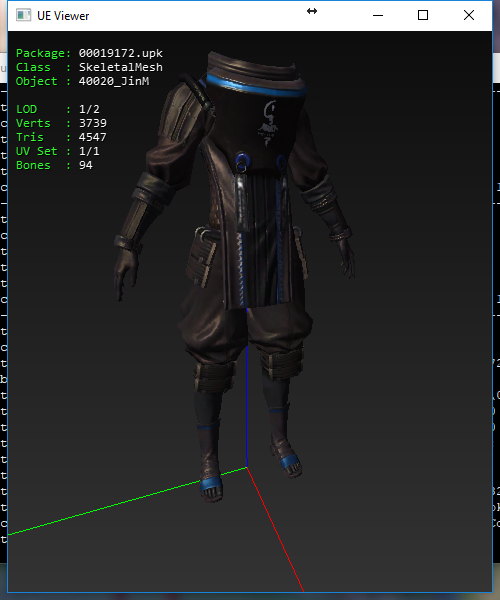 UE Viewer
Package: 00019172.upk
Class : SkeletalMesh
Object : 40020_JinM
LOD : 1/2
Verts : 3739
Tris : 4547
UV Set : 1/1
Bones : 94